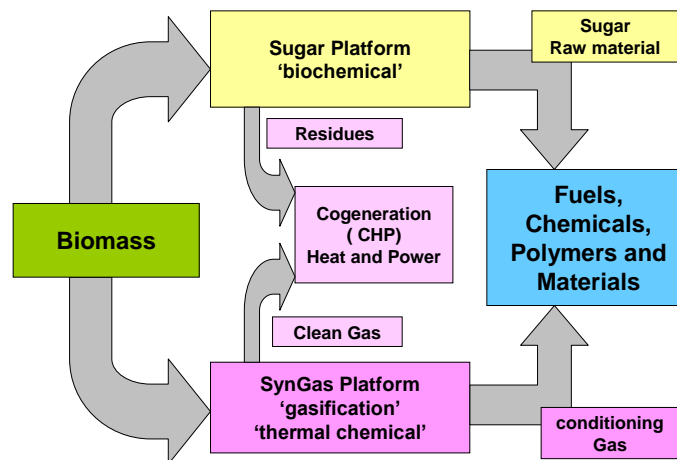 Sugar Platform
‘biochemical’
Sugar
Raw material
Residues
Biomass
Cogeneration
( CHP)
Heat and Power
Fuels,
Chemicals,
Polymers and
Materials
Clean Gas
SynGas Platform
‘gasification’
‘thermal chemical’
conditioning
Gas